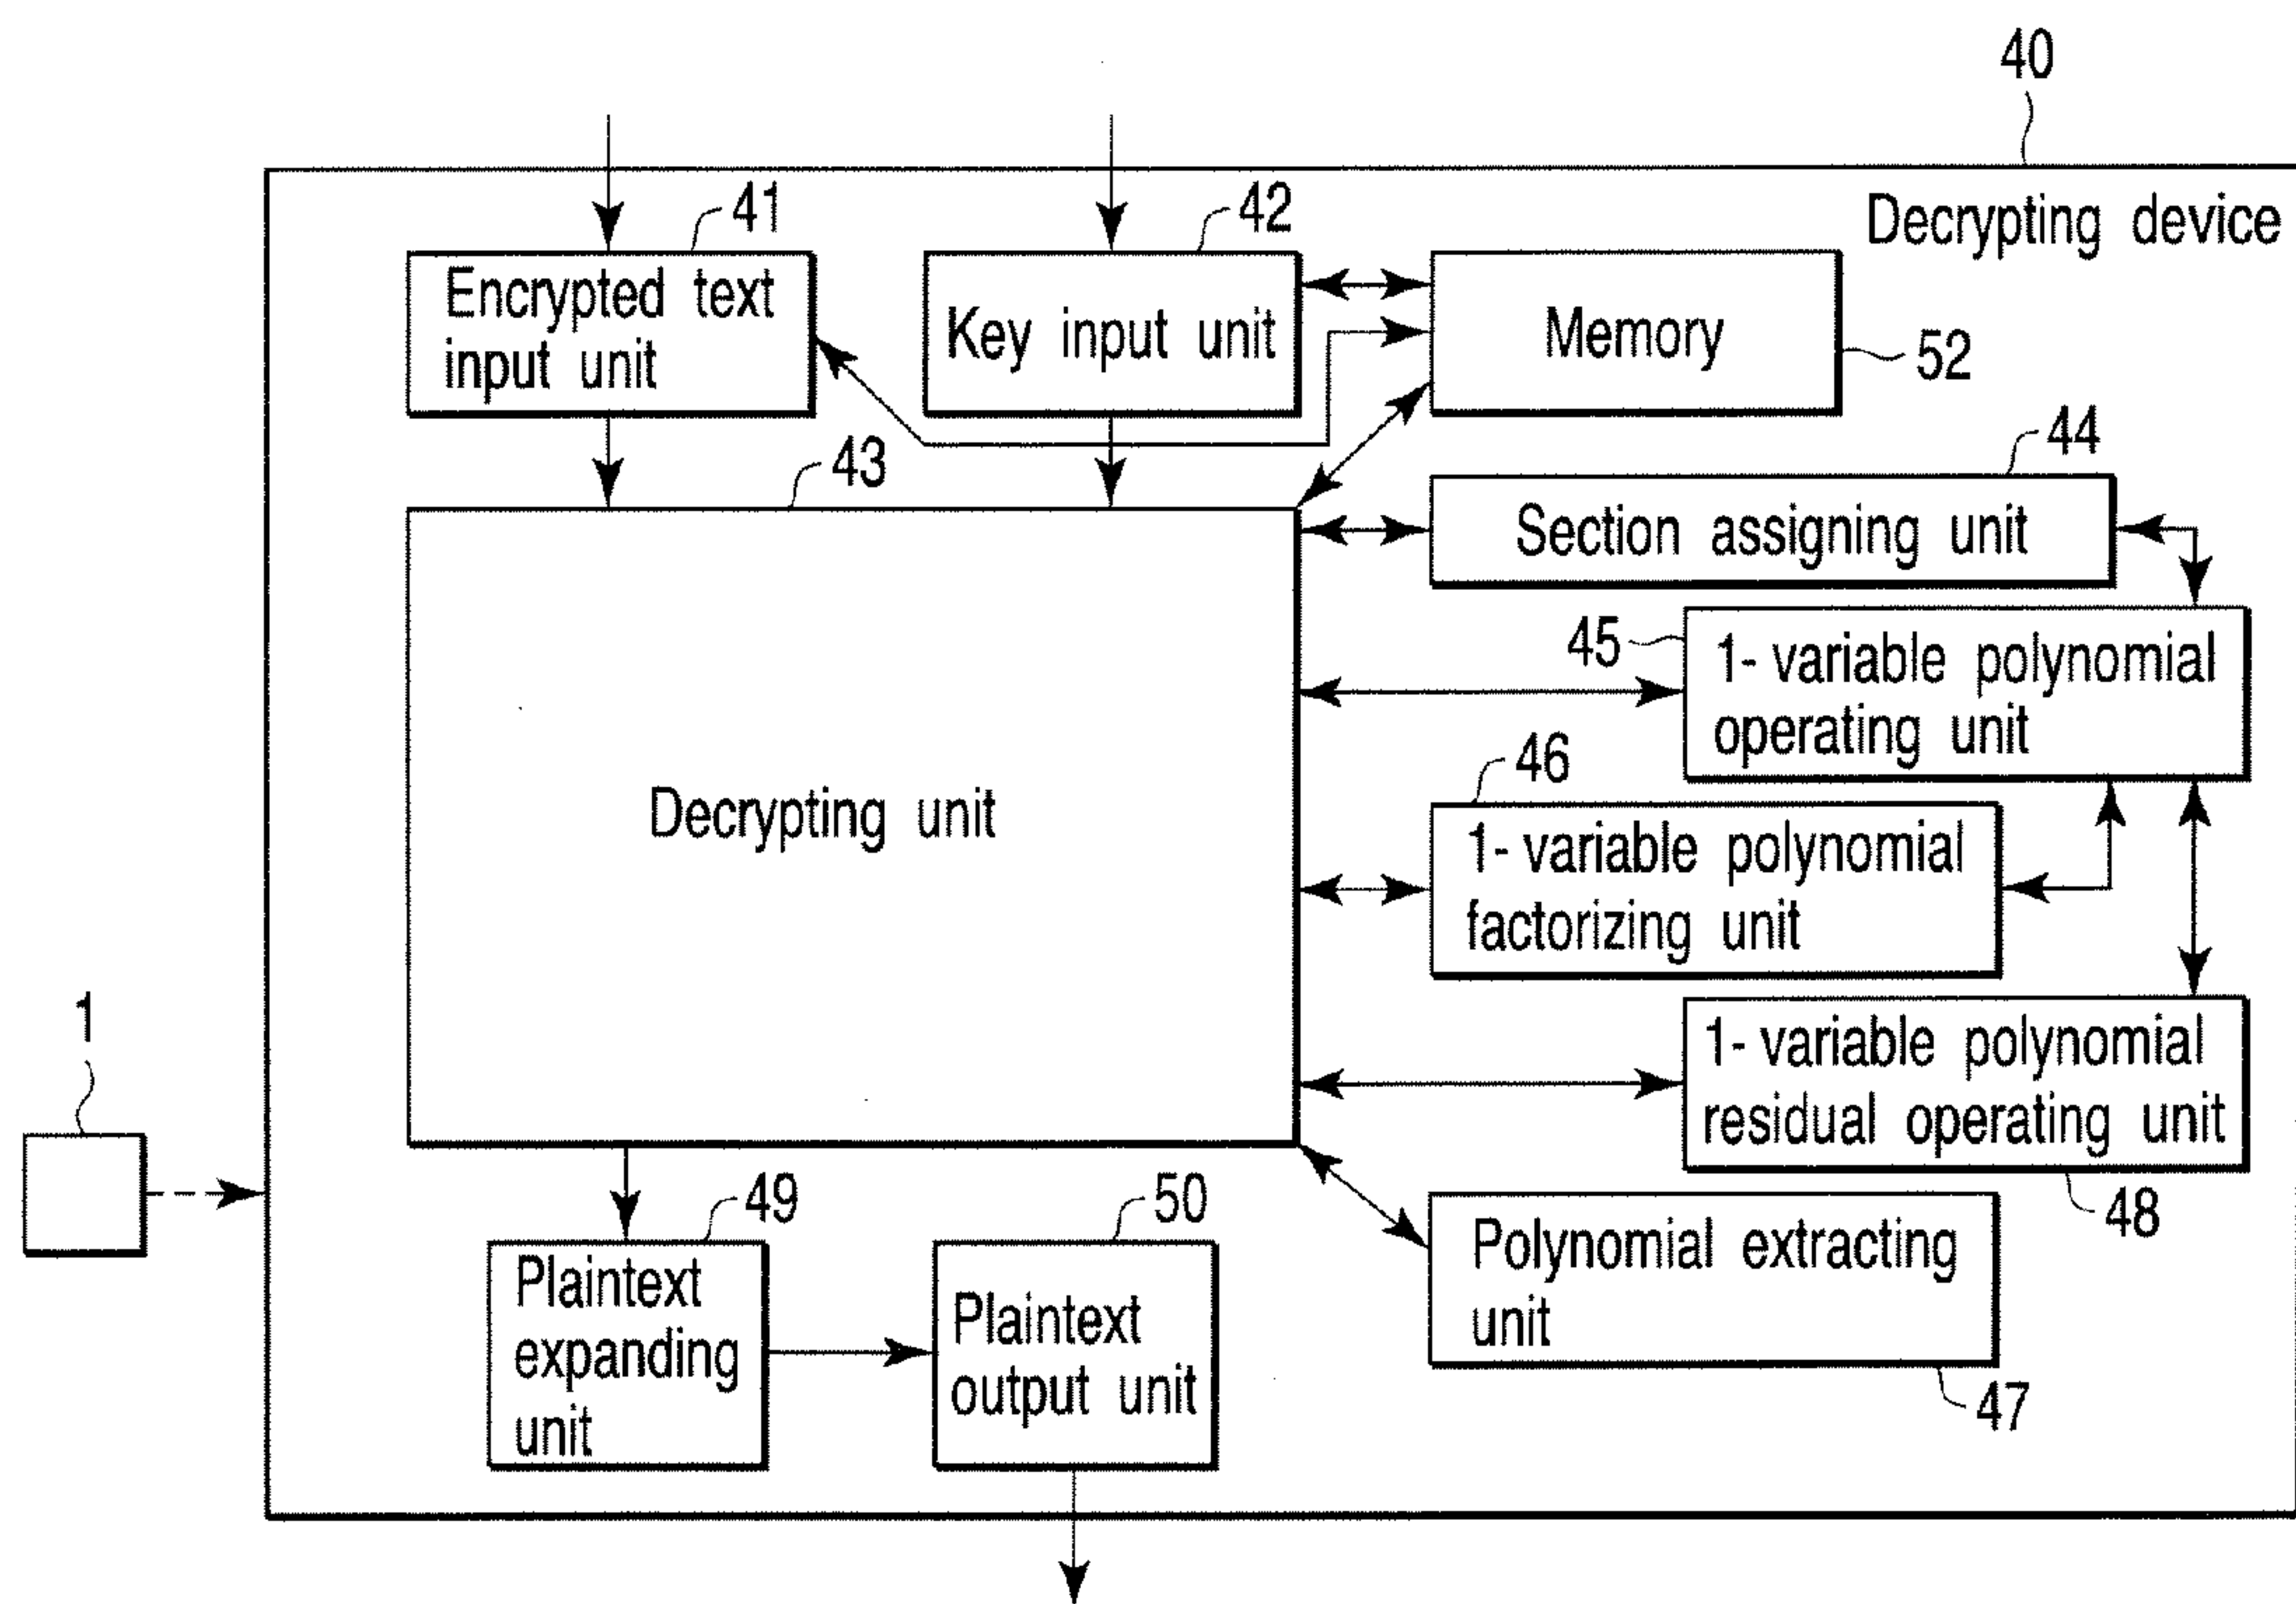 40
Decrypting device
41
Encrypted text
input unit
42
Key input unit
Memory
52
43
Decrypting unit
44
Section assigning unit
45
1- variable polynomial
operating unit
46
1- variable polynomial
factorizing unit
1
1- variable polynomial
residual operating unit
48
49
Plaintext
expanding
unit
50
Plaintext
output unit
Polynomial extracting
unit
47